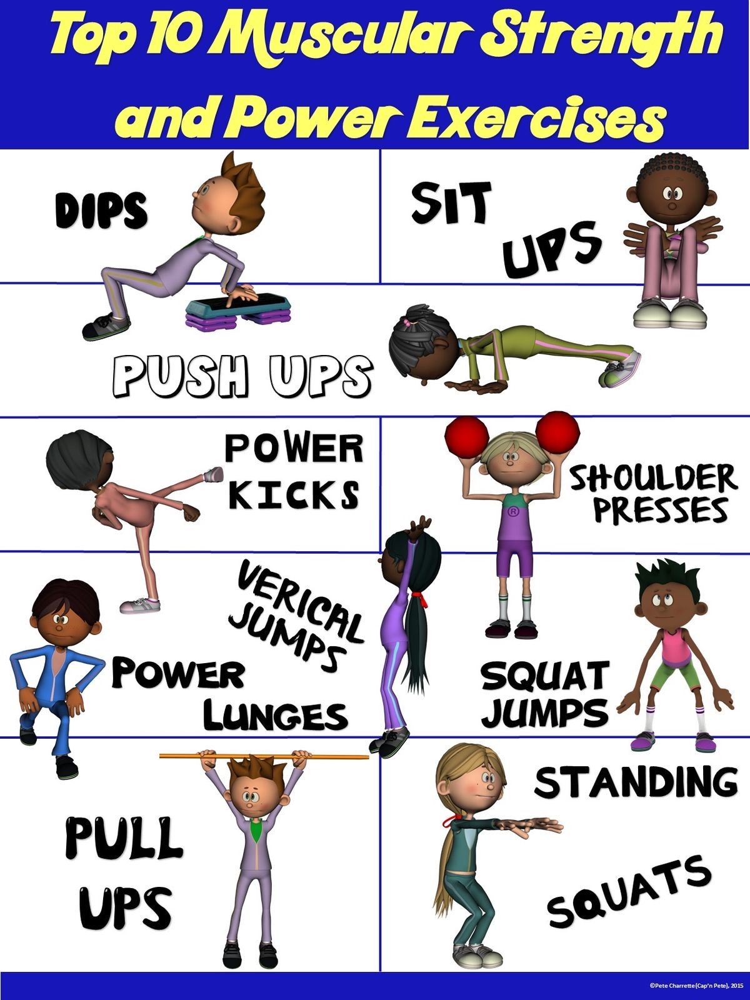 Top 10 Muscular Strength
and Power Exercises
DIPS
SIT
UPS
PUSH UPS
POWER
KICKS
SHOULDER
PRESSES
VERICAL
JUMPS
POWER
LUNGES
SQUAT
JUMPS
PULL
UPS
STANDING
SQUATS
®
©Pete Charrette{Cap'n Pete}, 2015